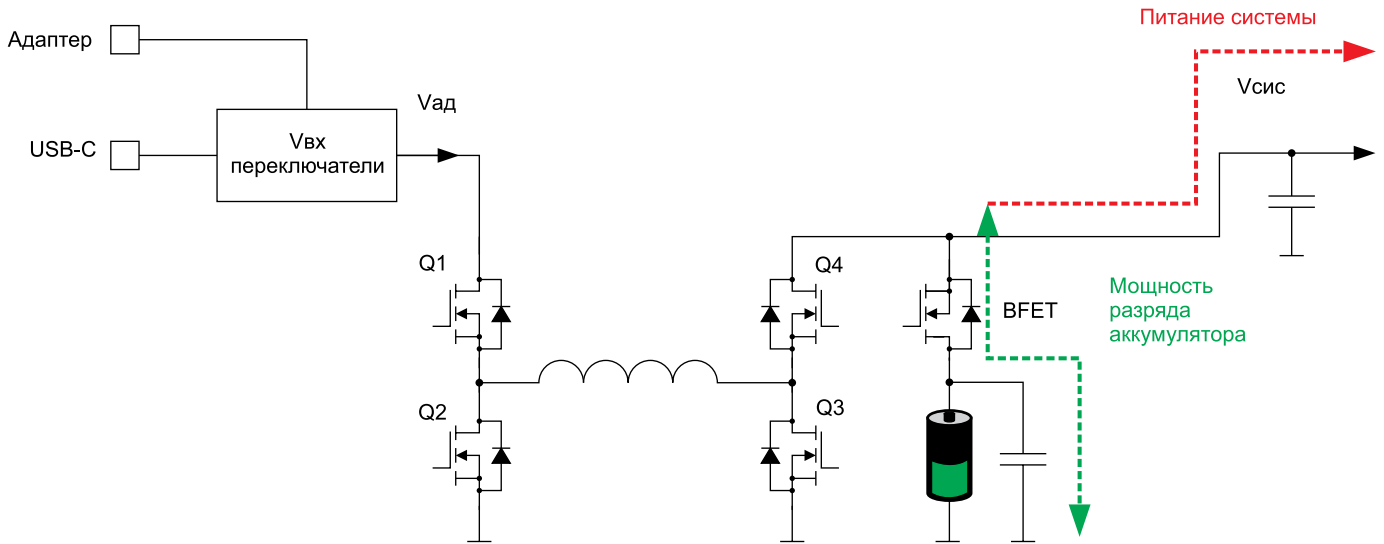 Питание системы
Адаптер
Vсис
Vад
Vвх
переключатели
USB-C
Q1
Q4
Мощность
разряда
аккумулятора
BFET
Q2
Q3